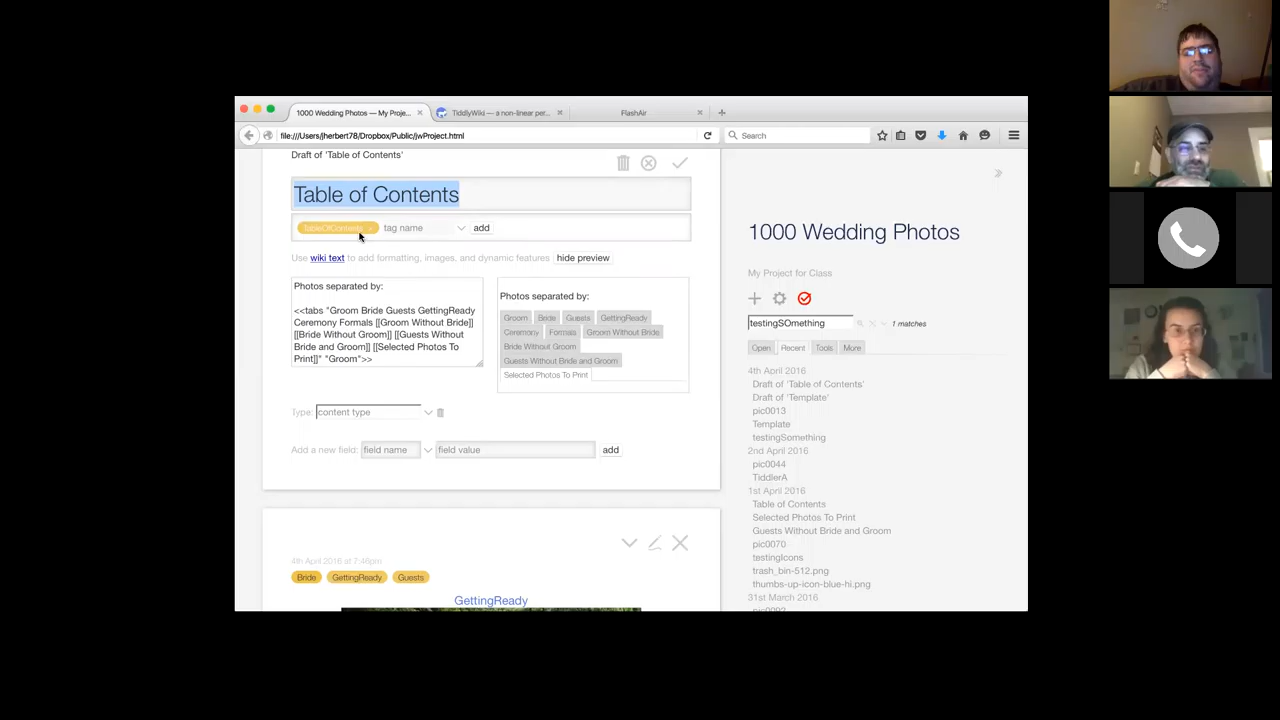 1000 Wedding Photos — My Proje...
TiddlyWiki — a non-linear per...
FlashAir
file:///Users/jherbert78/Dropbox/Public/jwProject.html
Search
Draft of 'Table of Contents'
Table of Contents
TableOfContents × tag name add
Use wiki text to add formatting, images, and dynamic features hide preview
Photos separated by:
<<tabs "Groom Bride Guests GettingReady
Ceremony Formals [[Groom Without Bride]]
[[Bride Without Groom]] [[Guests Without
Bride and Groom]] [[Selected Photos To
Print]]" "Groom">>
Photos separated by:
Groom Bride Guests GettingReady
Ceremony Formals Groom Without Bride
Bride Without Groom
Guests Without Bride and Groom
Selected Photos To Print
Type: content type
Add a new field: field name field value add
4th April 2016 at 7:46pm
Bride GettingReady Guests
GettingReady
1000 Wedding Photos
My Project for Class
testingSOmething 1 matches
Open Recent Tools More
4th April 2016
Draft of 'Table of Contents'
Draft of 'Template'
pic0013
Template
testingSomething
2nd April 2016
pic0044
TiddlerA
1st April 2016
Table of Contents
Selected Photos To Print
Guests Without Bride and Groom
pic0070
testingIcons
trash_bin-512.png
thumbs-up-icon-blue-hi.png
31st March 2016
pic0092